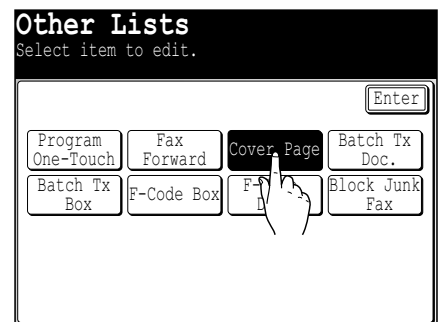 Other Lists
Select item to edit.
Enter
Program One-Touch
Fax Forward
Cover Page
Batch Tx Doc.
Batch Tx Box
F-Code Box
Block Junk Fax